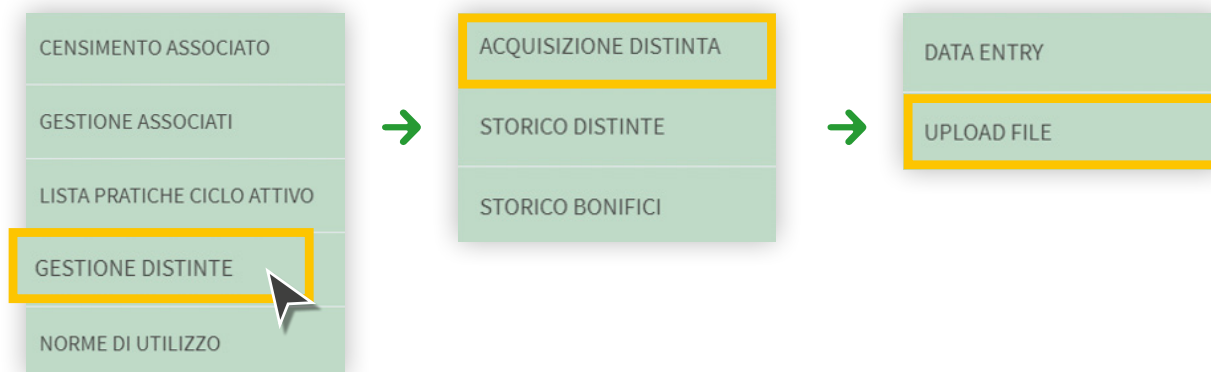 CENSIMENTO ASSOCIATO
GESTIONE ASSOCIATI
LISTA PRATICHE CICLO ATTIVO
GESTIONE DISTINTE
NORME DI UTILIZZO
ACQUISIZIONE DISTINTA
STORICO DISTINTE
STORICO BONIFICI
DATA ENTRY
UPLOAD FILE